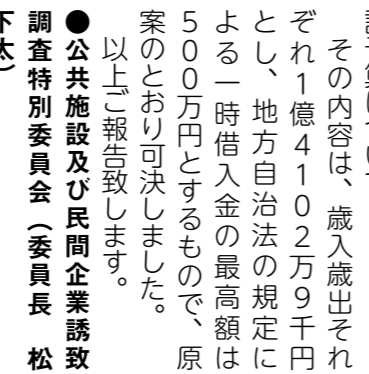 その内容は、歳入歳出それ
ぞれ1億4102万9千円
とし、地方自治法の規定に
よる一時借入金の最高額は
500万円とするもので、原
案のとおり可決しました。
以上ご報告致します。
●公共施設及び民間企業誘致
調査特別委員会（委員長　松
下太）